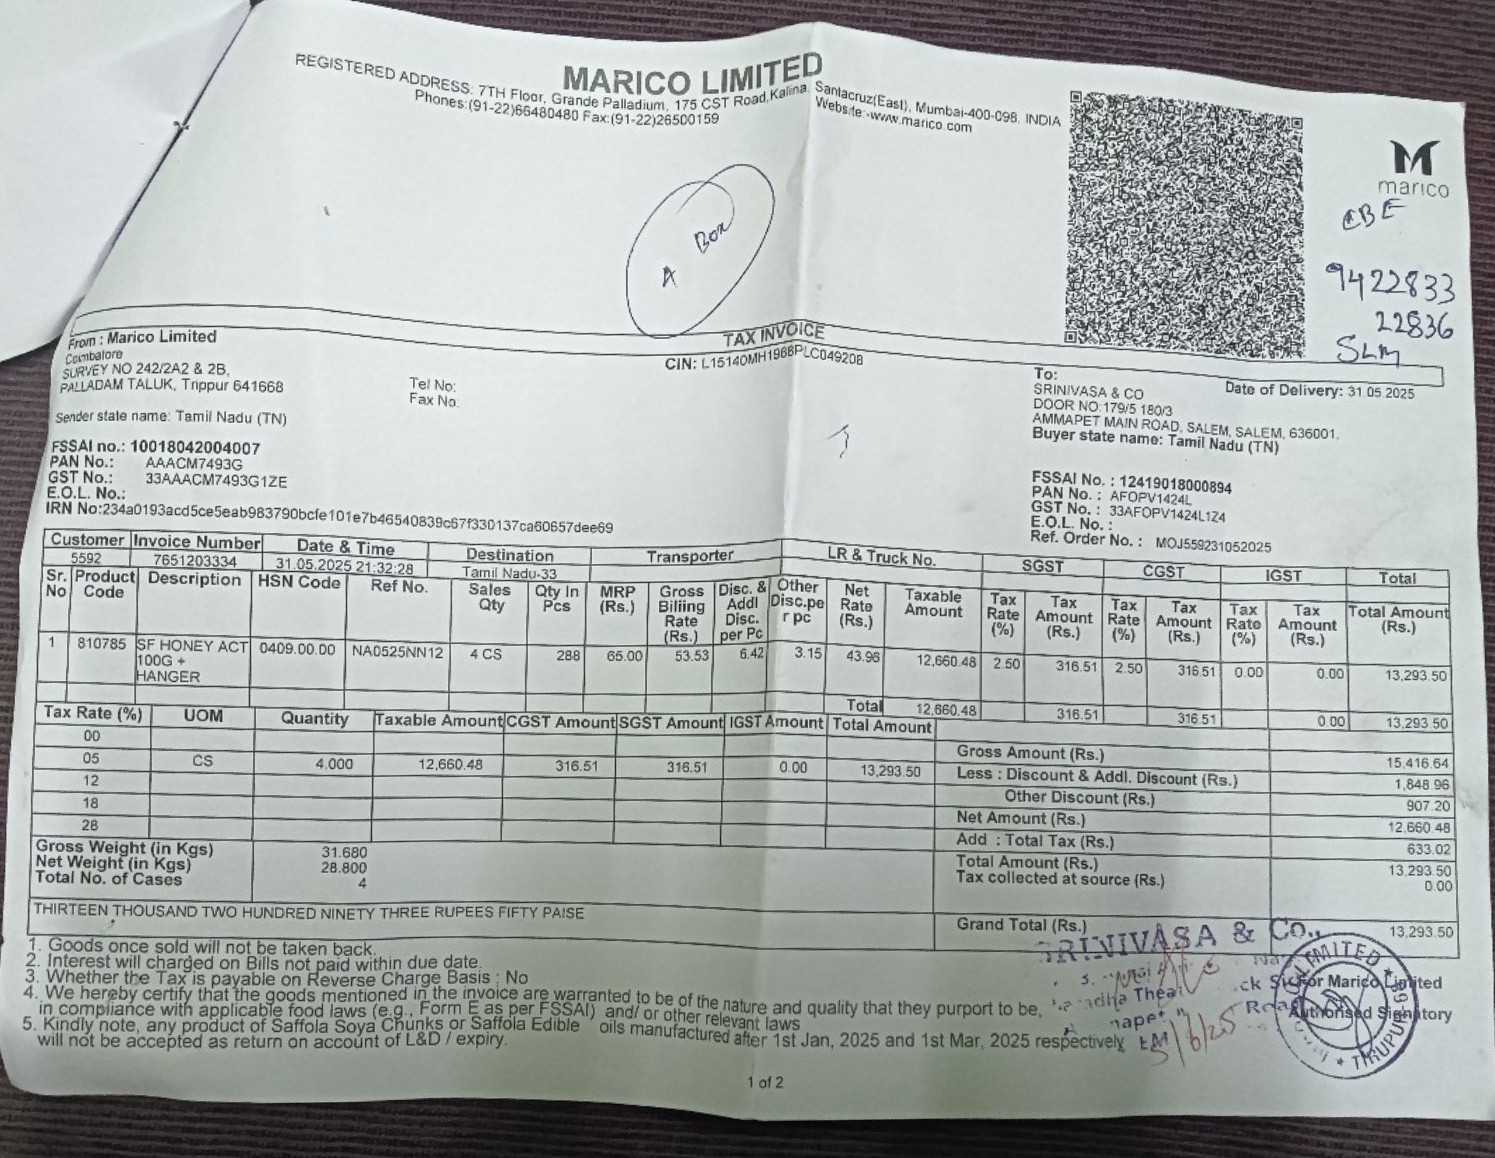 MARICO LIMITED
REGISTERED ADDRESS: 7TH Floor, Grande Palladium, 175 CST Road,Kalina, Santacruz(East), Mumbai-400-098. INDIA
Phones:(91-22)66480480 Fax:(91-22)26500159 Website:-www.marico.com
marico
CBE
9422833
22836
SLM
A Box
TAX INVOICE
CIN: L15140MH1988PLC049208
From : Marico Limited
Coimbatore
SURVEY NO 242/2A2 & 2B,
PALLADAM TALUK, Trippur 641668
Tel No:
Fax No:
Sender state name: Tamil Nadu (TN)
FSSAI no.: 10018042004007
PAN No.: AAACM7493G
GST No.: 33AAACM7493G1ZE
E.O.L. No.:
IRN No:234a0193acd5ce5eab983790bcfe101e7b46540839c67f330137ca60657dee69
To:
Date of Delivery: 31.05.2025
SRINIVASA & CO
DOOR NO:179/5 180/3
AMMAPET MAIN ROAD, SALEM, SALEM, 636001.
Buyer state name: Tamil Nadu (TN)
FSSAI No. : 12419018000894
PAN No. : AFOPV1424L
GST No. : 33AFOPV1424L1Z4
E.O.L. No. :
Ref. Order No. : MOJ559231052025
Customer Invoice Number Date & Time Destination Transporter LR & Truck No. SGST CGST IGST Total
5592 7651203334 31.05.2025 21:32:28 Tamil Nadu-33
Sr. No Product Code Description HSN Code Ref No. Sales Qty Qty In Pcs MRP (Rs.) Gross Billing Rate (Rs.) Disc. & Addl Disc. per Pc Other Disc.pe r pc Net Rate (Rs.) Taxable Amount Tax Rate (%) Tax Amount (Rs.) Tax Rate (%) Tax Amount (Rs.) Tax Rate (%) Tax Amount (Rs.) Total Amount (Rs.)
1 810785 SF HONEY ACT 100G + HANGER 0409.00.00 NA0525NN12 4 CS 288 65.00 53.53 6.42 3.15 43.96 12,660.48 2.50 316.51 2.50 316.51 0.00 0.00 13,293.50
Total 12,660.48 316.51 316.51 0.00 13,293.50
Tax Rate (%) UOM Quantity Taxable Amount CGST Amount SGST Amount IGST Amount Total Amount
00
05 CS 4.000 12,660.48 316.51 316.51 0.00 13,293.50
12
18
28
Gross Amount (Rs.) 15,416.64
Less : Discount & Addl. Discount (Rs.) 1,848.96
Other Discount (Rs.) 907.20
Net Amount (Rs.) 12,660.48
Add : Total Tax (Rs.) 633.02
Total Amount (Rs.) 13,293.50
Tax collected at source (Rs.) 0.00
Gross Weight (in Kgs) 31.680
Net Weight (in Kgs) 28.800
Total No. of Cases 4
THIRTEEN THOUSAND TWO HUNDRED NINETY THREE RUPEES FIFTY PAISE
Grand Total (Rs.) 13,293.50
1. Goods once sold will not be taken back.
2. Interest will charged on Bills not paid within due date.
3. Whether the Tax is payable on Reverse Charge Basis : No
4. We hereby certify that the goods mentioned in the invoice are warranted to be of the nature and quality that they purport to be,
in compliance with applicable food laws (e.g., Form E as per FSSAI) and/ or other relevant laws
5. Kindly note, any product of Saffola Soya Chunks or Saffola Edible oils manufactured after 1st Jan, 2025 and 1st Mar, 2025 respectively
will not be accepted as return on account of L&D / expiry.
SRINIVASA & Co.,
5/6/25
For Marico Limited
Authorised Signatory
LIMITED
1 of 2